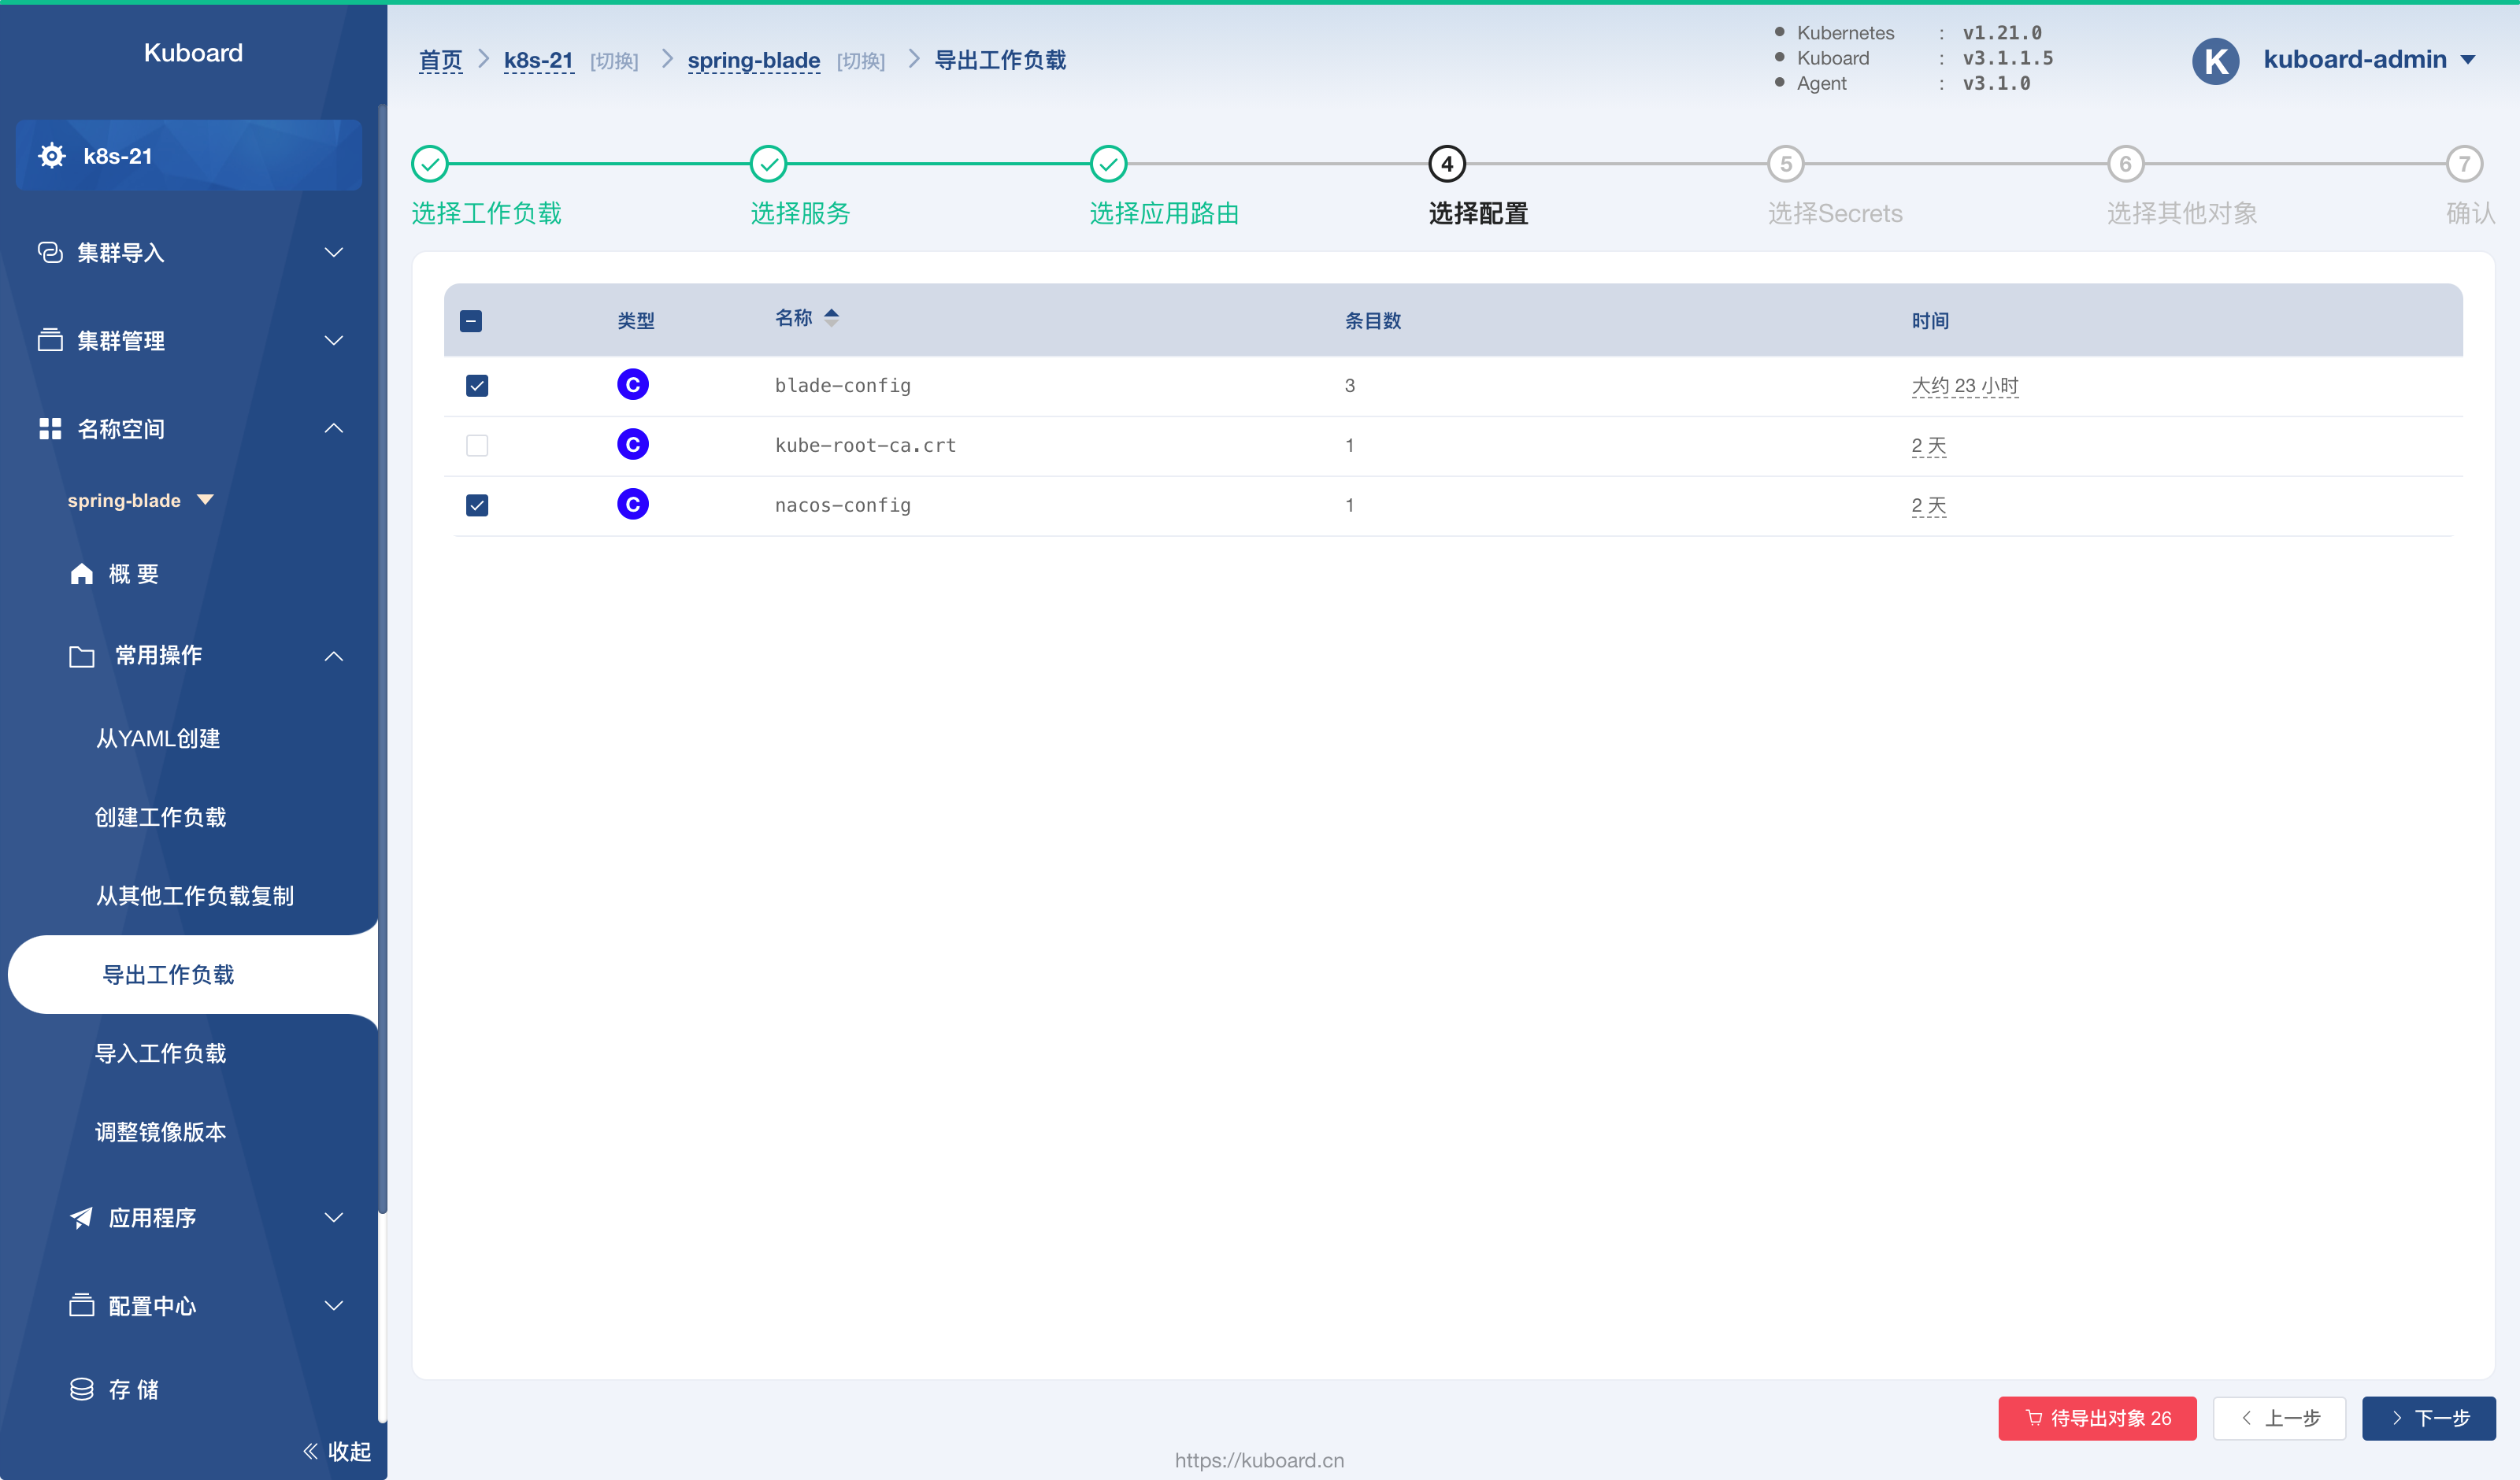 Kuboard
k8s-21
集群导入
集群管理
名称空间
spring-blade
概 要
常用操作
从YAML创建
创建工作负载
从其他工作负载复制
导出工作负载
导入工作负载
调整镜像版本
应用程序
配置中心
存 储
收起
首页 k8s-21 [切换] spring-blade [切换] 导出工作负载
Kubernetes : v1.21.0
Kuboard : v3.1.1.5
Agent : v3.1.0
K kuboard-admin
4 5 6 7
选择工作负载 选择服务 选择应用路由 选择配置 选择Secrets 选择其他对象 确认
类型 名称 条目数 时间
C blade-config 3 大约 23 小时
C kube-root-ca.crt 1 2 天
C nacos-config 1 2 天
待导出对象 26 上一步 下一步
https://kuboard.cn